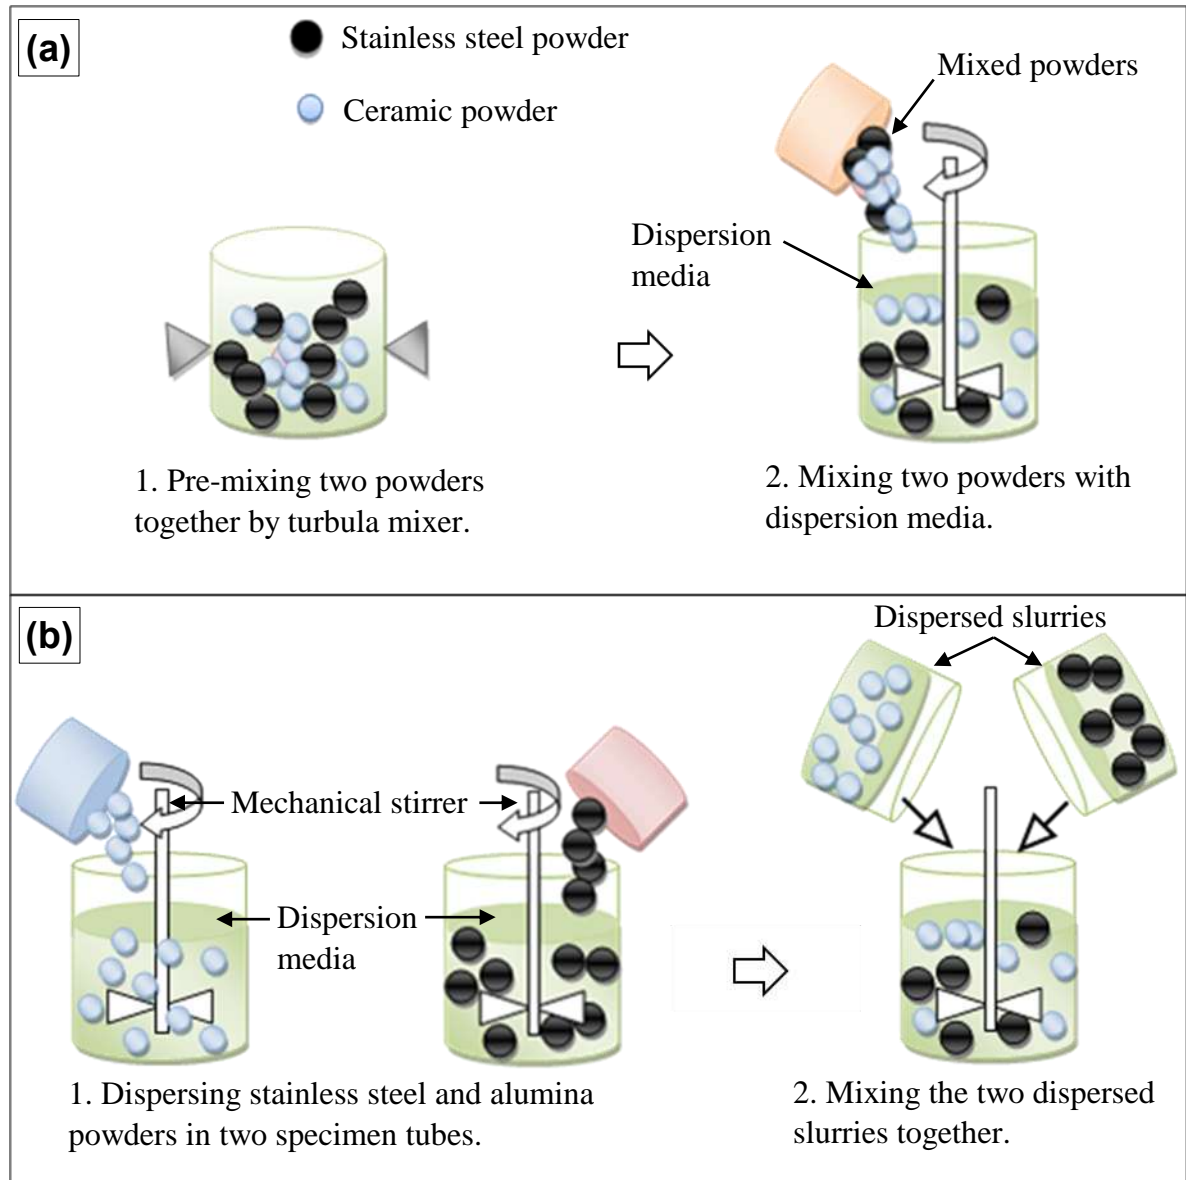 (a)
Stainless steel powder
Ceramic powder
Mixed powders
Dispersion
media
1. Pre-mixing two powders
together by turbula mixer.
2. Mixing two powders with
dispersion media.
(b)
Dispersed slurries
Mechanical stirrer
Dispersion
media
1. Dispersing stainless steel and alumina
powders in two specimen tubes.
2. Mixing the two dispersed
slurries together.